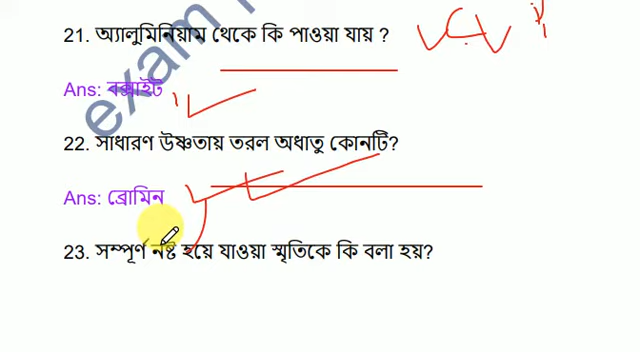 21. অ্যালুমিনিয়াম থেকে কি পাওয়া যায় ?
Ans: বক্সাইট
22. সাধারণ উষ্ণতায় তরল অধাতু কোনটি?
Ans: ব্রোমিন
23. সম্পূর্ণ নষ্ট হয়ে যাওয়া স্মৃতিকে কি বলা হয়?
exam